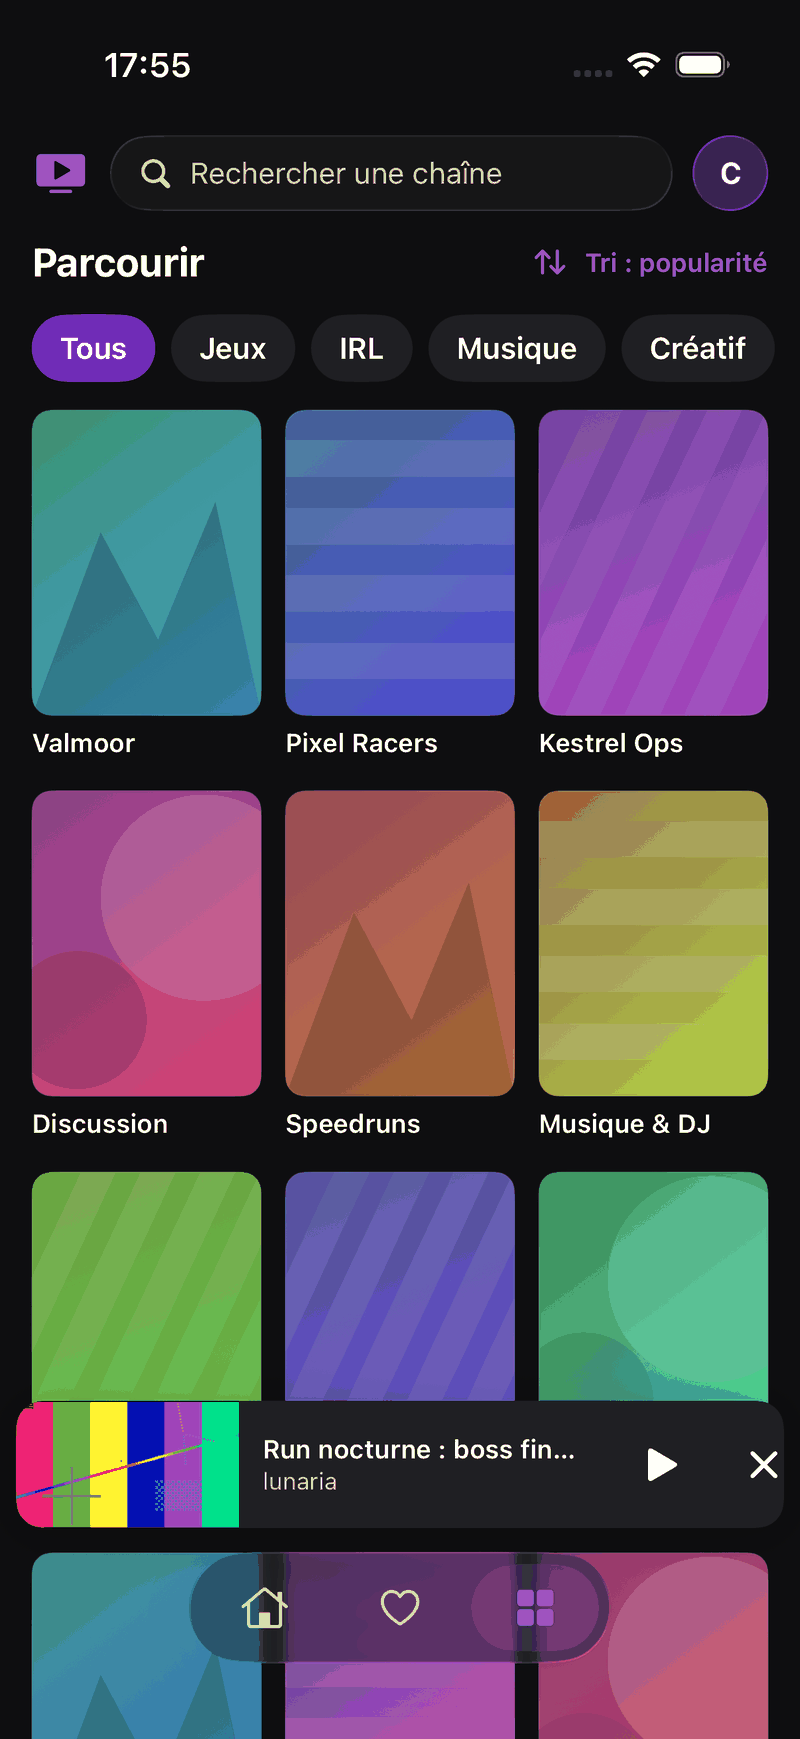 17:55
Rechercher une chaîne
C
Parcourir
Tri : popularité
Tous
Jeux
IRL
Musique
Créatif
Valmoor
Pixel Racers
Kestrel Ops
Discussion
Speedruns
Musique & DJ
Run nocturne : boss fin...
lunaria